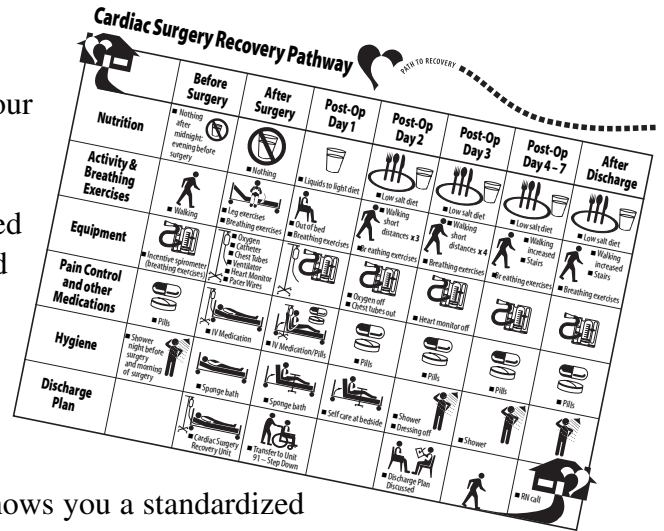 Cardiac Surgery Recovery Pathway
PATH TO RECOVERY
Before
Surgery
After
Surgery
Post-Op
Day 1
Post-Op
Day 2
Post-Op
Day 3
Post-Op
Day 4 – 7
After
Discharge
Nutrition
■ Nothing
after
midnight:
evening before
surgery
■ Nothing
■ Liquids to light diet
■ Low salt diet
■ Low salt diet
■ Low salt diet
■ Low salt diet
Activity &
Breathing
Exercises
■ Walking
■ Leg exercises
■ Breathing exercises
■ Out of bed
■ Breathing exercises
■ Walking
short
distances x 3
■ Breathing exercises
■ Walking
short
distances x 4
■ Breathing exercises
■ Walking
increased
■ Stairs
■ Breathing exercises
■ Walking
increased
■ Stairs
■ Breathing exercises
Equipment
■ Incentive spirometer
(breathing exercises)
■ Oxygen
■ Catheter
■ Chest Tubes
■ Ventilator
■ Heart Monitor
■ Pacer Wires
■ Oxygen off
■ Chest tubes out
■ Heart monitor off
Pain Control
and other
Medications
■ Pills
■ IV Medication
■ IV Medication/Pills
■ Pills
■ Pills
■ Pills
■ Pills
Hygiene
■ Shower
night before
surgery
and morning
of surgery
■ Sponge bath
■ Sponge bath
■ Self care at bedside
■ Shower
■ Dressing off
■ Shower
Discharge
Plan
■ Cardiac Surgery
Recovery Unit
■ Transfer to Unit
91 – Step Down
■ Discharge Plan
Discussed
■ RN call
our
ed
d
hows you a standardized